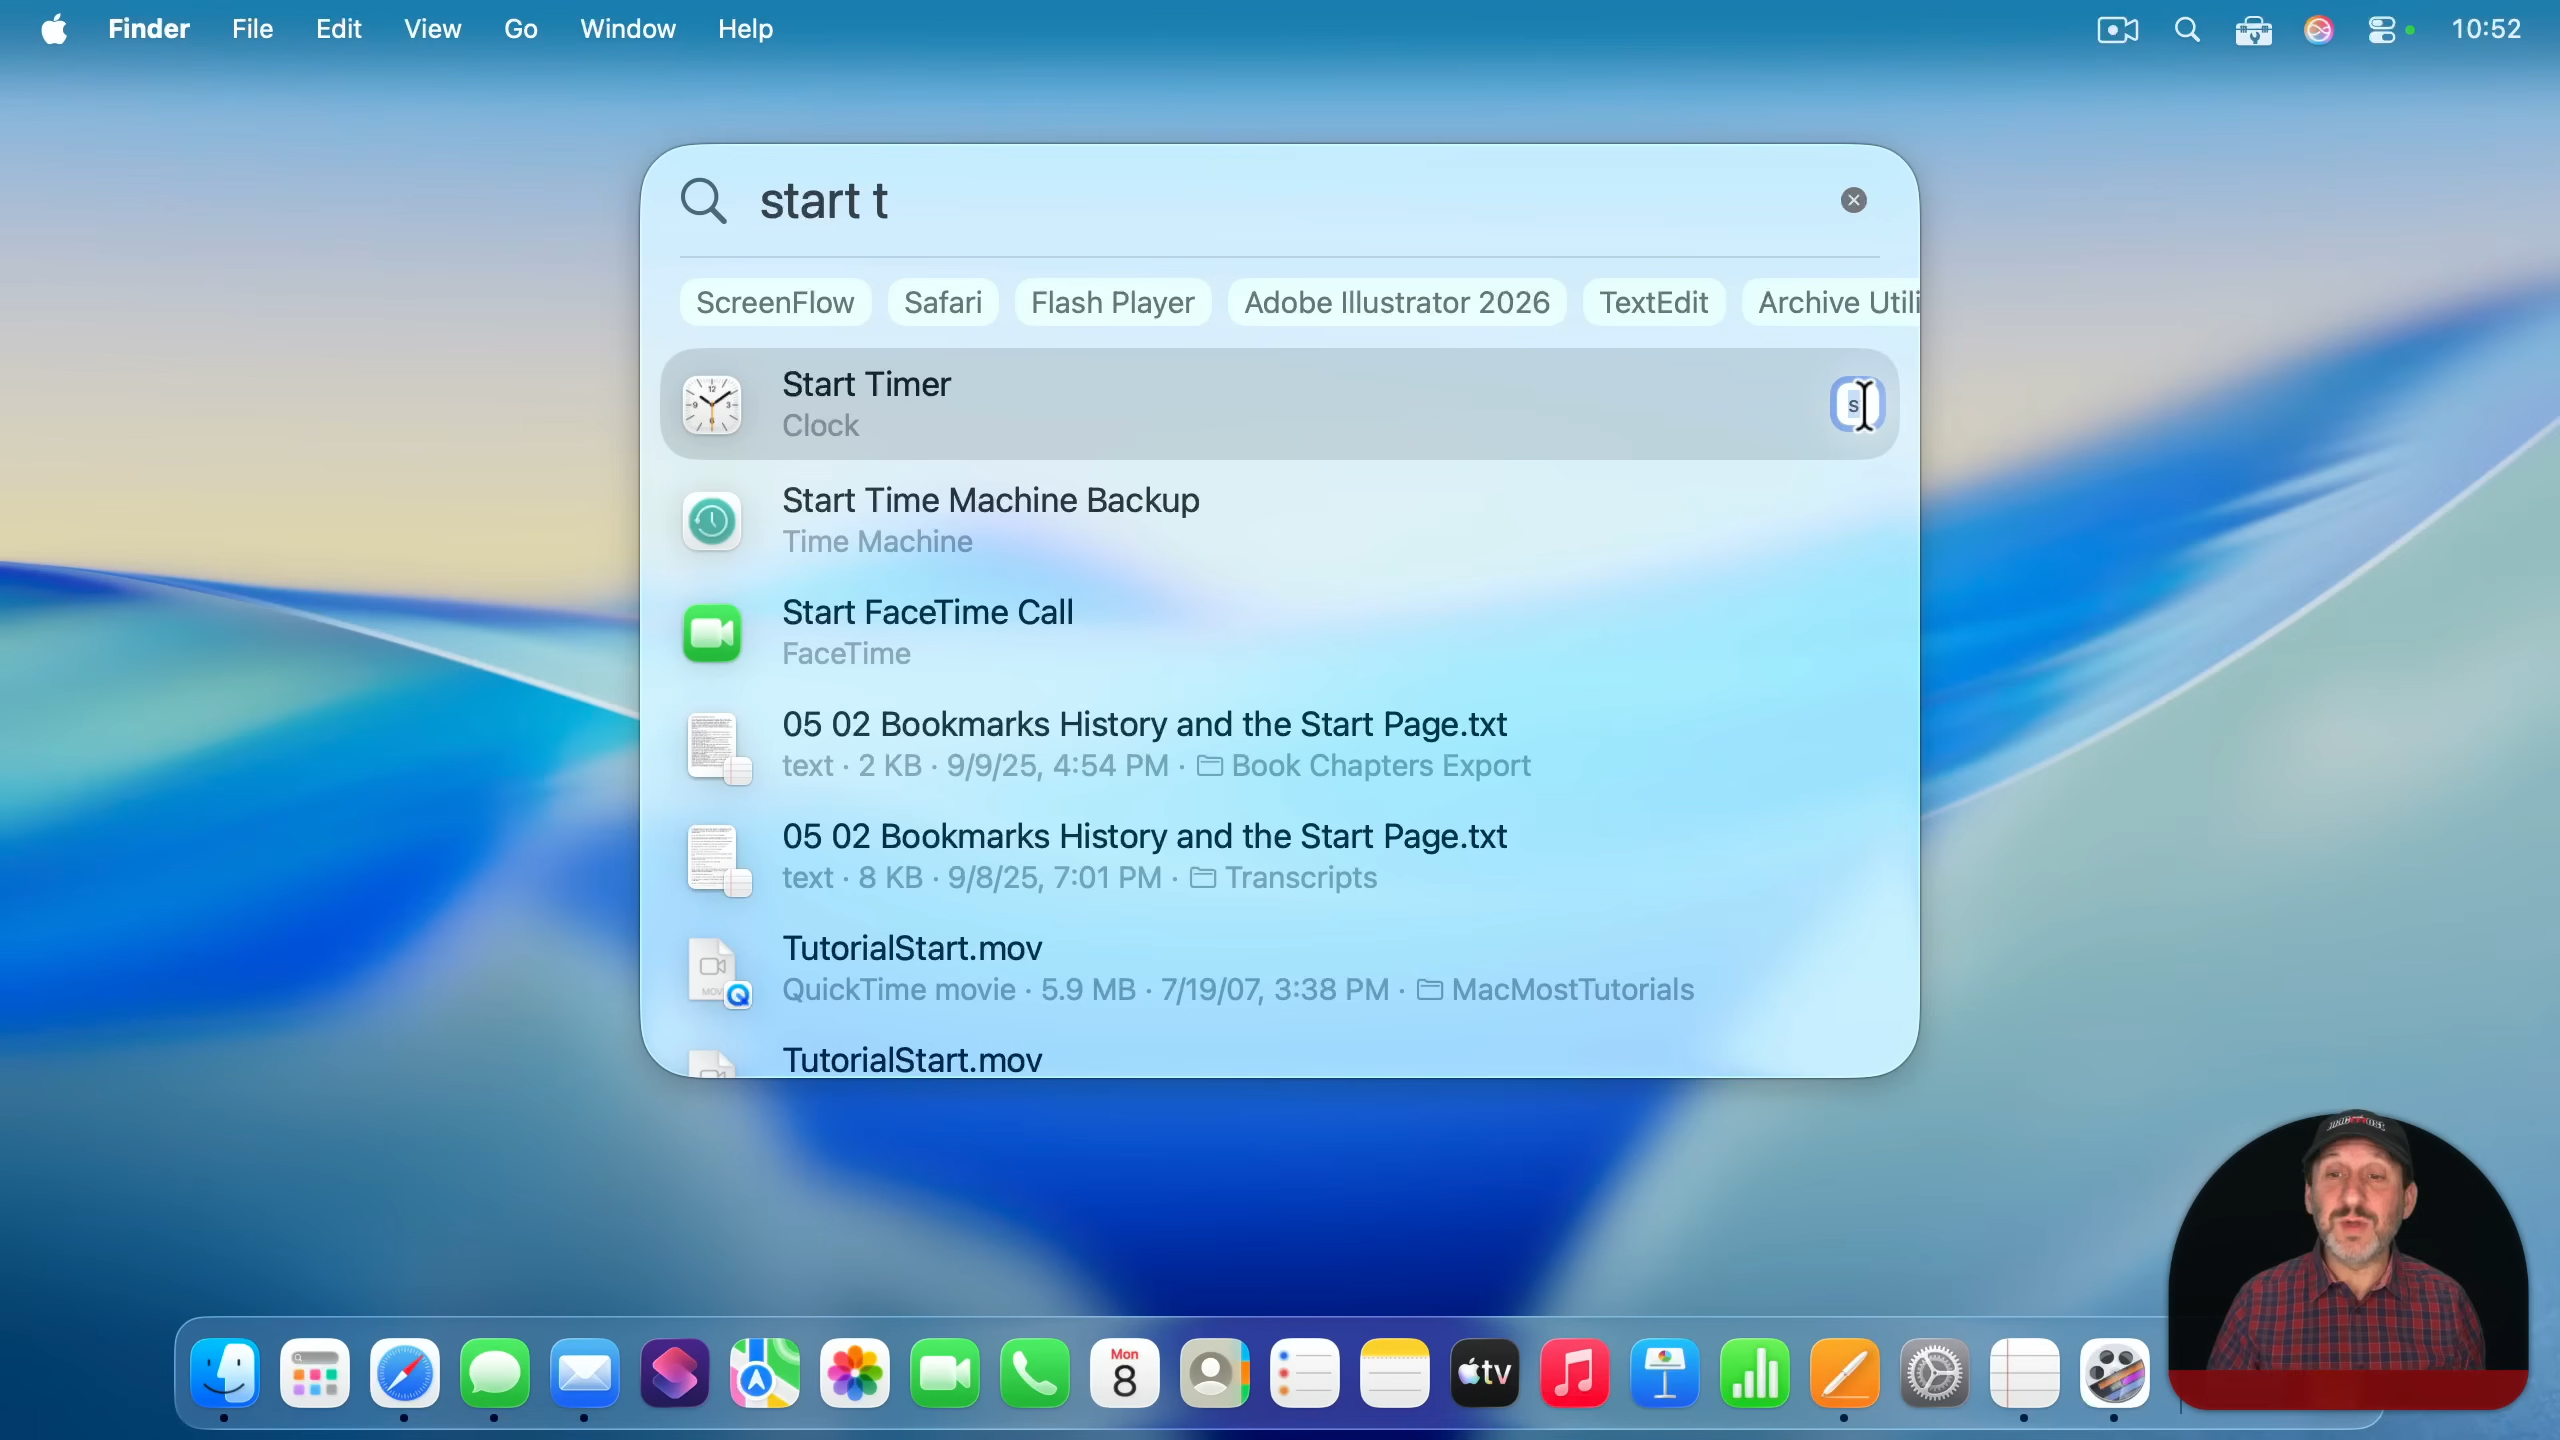 Finder File Edit View Go Window Help 10:52
start t
ScreenFlow Safari Flash Player Adobe Illustrator 2026 TextEdit Archive Utili
Start Timer
Clock
s
Start Time Machine Backup
Time Machine
Start FaceTime Call
FaceTime
05 02 Bookmarks History and the Start Page.txt
text · 2 KB · 9/9/25, 4:54 PM · Book Chapters Export
05 02 Bookmarks History and the Start Page.txt
text · 8 KB · 9/8/25, 7:01 PM · Transcripts
TutorialStart.mov
QuickTime movie · 5.9 MB · 7/19/07, 3:38 PM · MacMostTutorials
TutorialStart.mov
Mon
8
tv